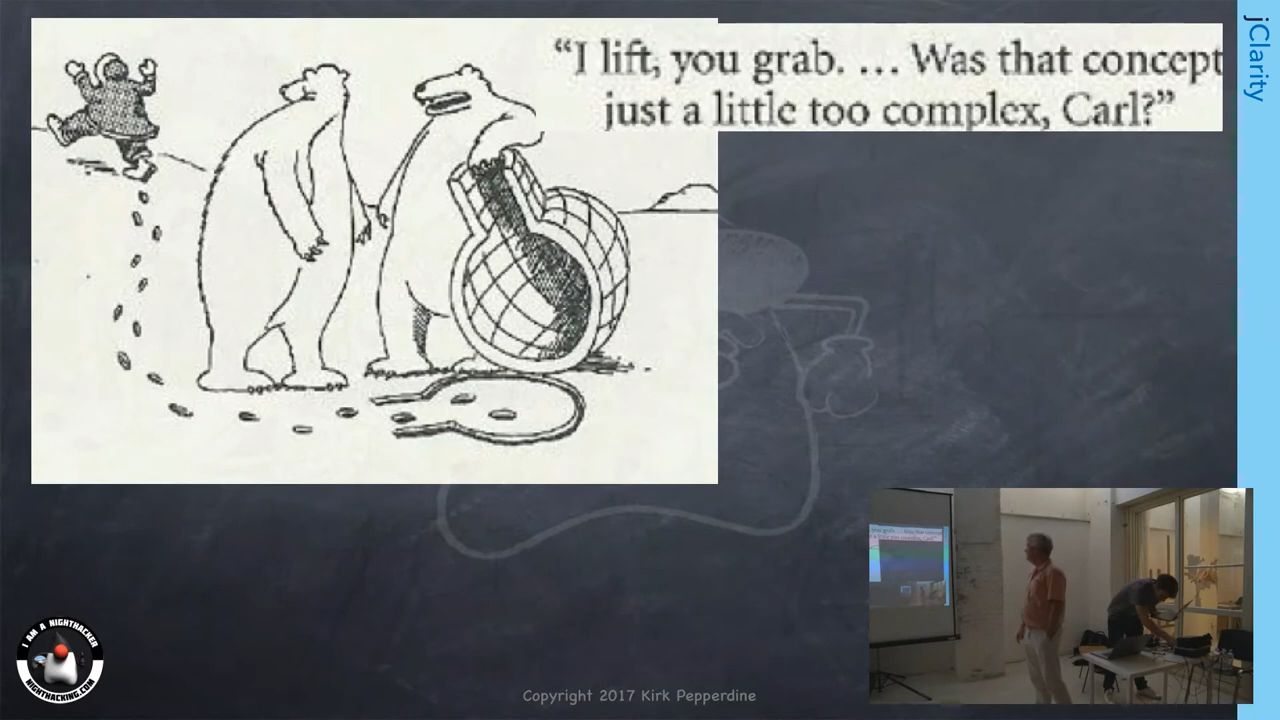 “I lift, you grab. … Was that concept
just a little too complex, Carl?”
jClarity
I AM A NIGHTHACKER
NIGHTHACKING.COM
Copyright 2017 Kirk Pepperdine